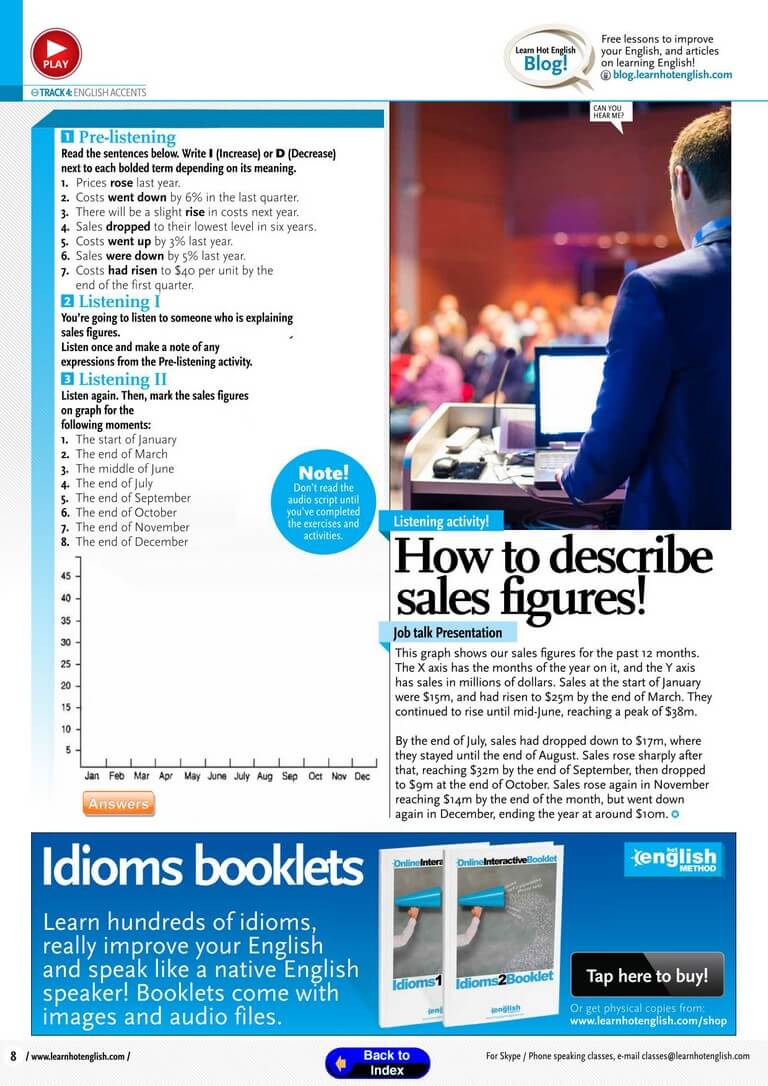 PLAY
TRACK 4: ENGLISH ACCENTS
Learn Hot English
Blog!
Free lessons to improve
your English, and articles
on learning English!
blog.learnhotenglish.com
1 Pre-listening
Read the sentences below. Write I (Increase) or D (Decrease)
next to each bolded term depending on its meaning.
1. Prices rose last year.
2. Costs went down by 6% in the last quarter.
3. There will be a slight rise in costs next year.
4. Sales dropped to their lowest level in six years.
5. Costs went up by 3% last year.
6. Sales were down by 5% last year.
7. Costs had risen to $40 per unit by the
end of the first quarter.
2 Listening I
You're going to listen to someone who is explaining
sales figures.
Listen once and make a note of any
expressions from the Pre-listening activity.
3 Listening II
Listen again. Then, mark the sales figures
on graph for the
following moments:
1. The start of January
2. The end of March
3. The middle of June
4. The end of July
5. The end of September
6. The end of October
7. The end of November
8. The end of December
Note!
Don't read the
audio script until
you've completed
the exercises and
activities.
45
40
35
30
25
20
15
10
5
Jan Feb Mar Apr May June July Aug Sep Oct Nov Dec
Answers
CAN YOU
HEAR ME?
Listening activity!
How to describe
sales figures!
Job talk Presentation
This graph shows our sales figures for the past 12 months.
The X axis has the months of the year on it, and the Y axis
has sales in millions of dollars. Sales at the start of January
were $15m, and had risen to $25m by the end of March. They
continued to rise until mid-June, reaching a peak of $38m.
By the end of July, sales had dropped down to $17m, where
they stayed until the end of August. Sales rose sharply after
that, reaching $32m by the end of September, then dropped
to $9m at the end of October. Sales rose again in November
reaching $14m by the end of the month, but went down
again in December, ending the year at around $10m.
Idioms booklets
Learn hundreds of idioms,
really improve your English
and speak like a native English
speaker! Booklets come with
images and audio files.
OnlineIntera
Idioms1
OnlineInteractiveBooklet
Idioms2Booklet
english
english
METHOD
Tap here to buy!
Or get physical copies from:
www.learnhotenglish.com/shop
8 / www.learnhotenglish.com /
Back to
Index
For Skype / Phone speaking classes, e-mail classes@learnhotenglish.com